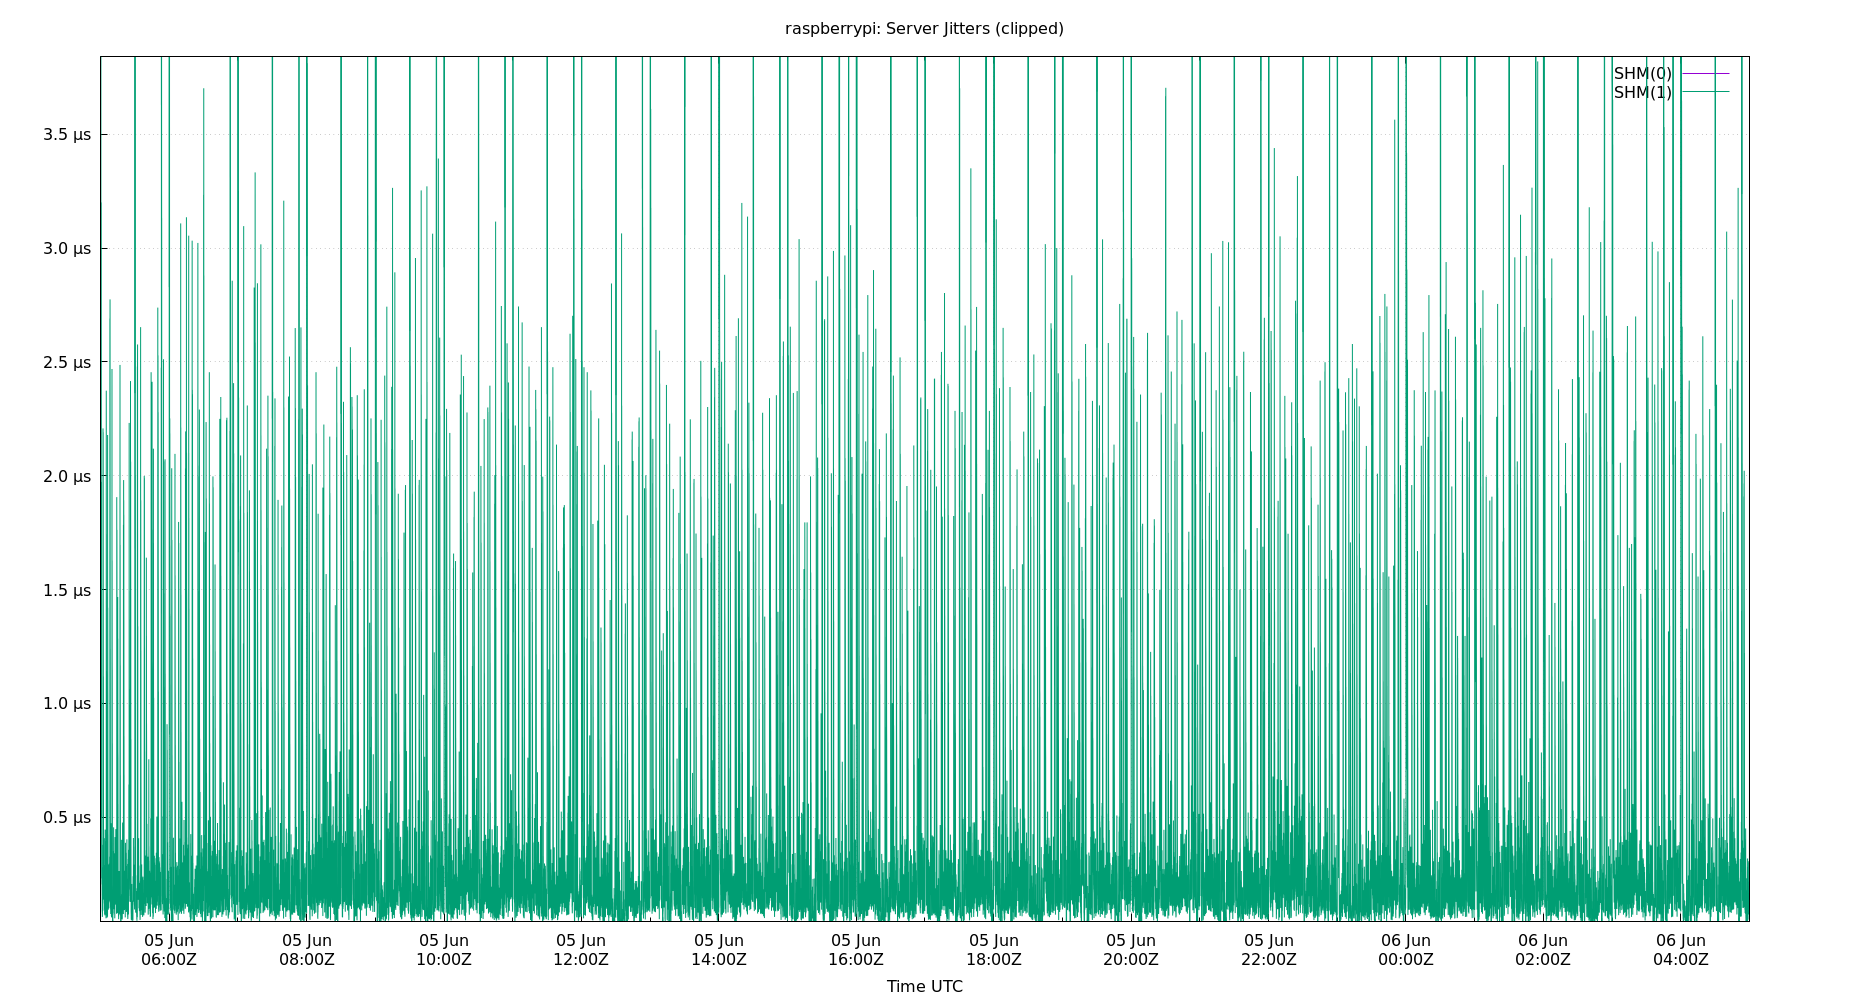 raspberrypi: Server Jitters (clipped)
SHM(0)
SHM(1)
3.5 µs
3.0 µs
2.5 µs
2.0 µs
1.5 µs
1.0 µs
0.5 µs
05 Jun 05 Jun 05 Jun 05 Jun 05 Jun 05 Jun 05 Jun 05 Jun 05 Jun 06 Jun 06 Jun 06 Jun
06:00Z 08:00Z 10:00Z 12:00Z 14:00Z 16:00Z 18:00Z 20:00Z 22:00Z 00:00Z 02:00Z 04:00Z
Time UTC